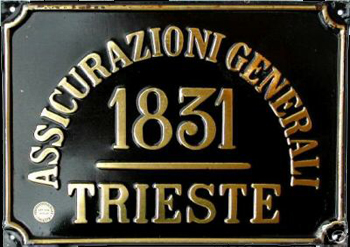 ASSICURAZIONI GENERALI
1831
TRIESTE